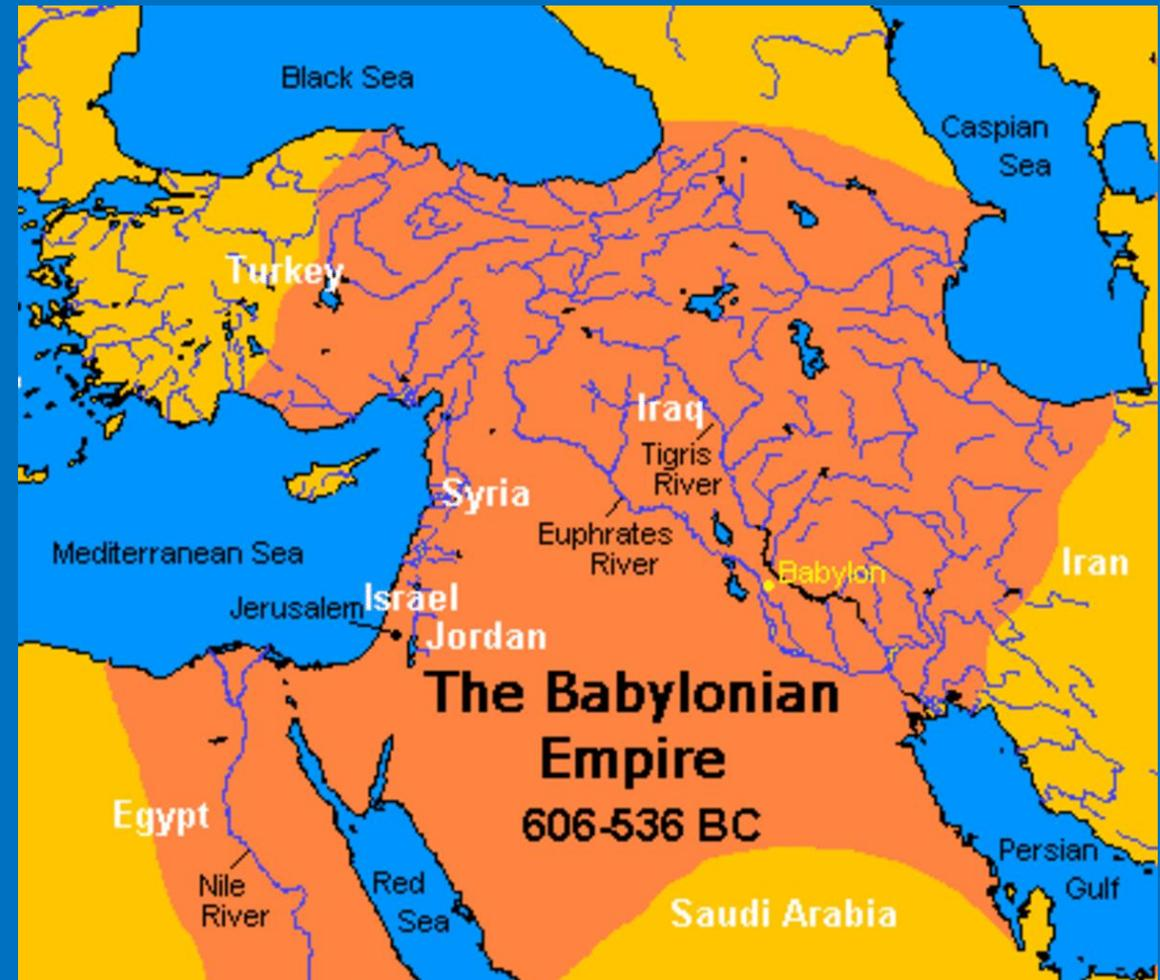 Black Sea
Caspian
Sea
Turkey
Iraq
Tigris
River
Syria
Euphrates
River
Mediterranean Sea
Iran
Babylon
Jerusalem
Israel
Jordan
The Babylonian
Empire
606-536 BC
Egypt
Nile
River
Red
Sea
Persian
Gulf
Saudi Arabia